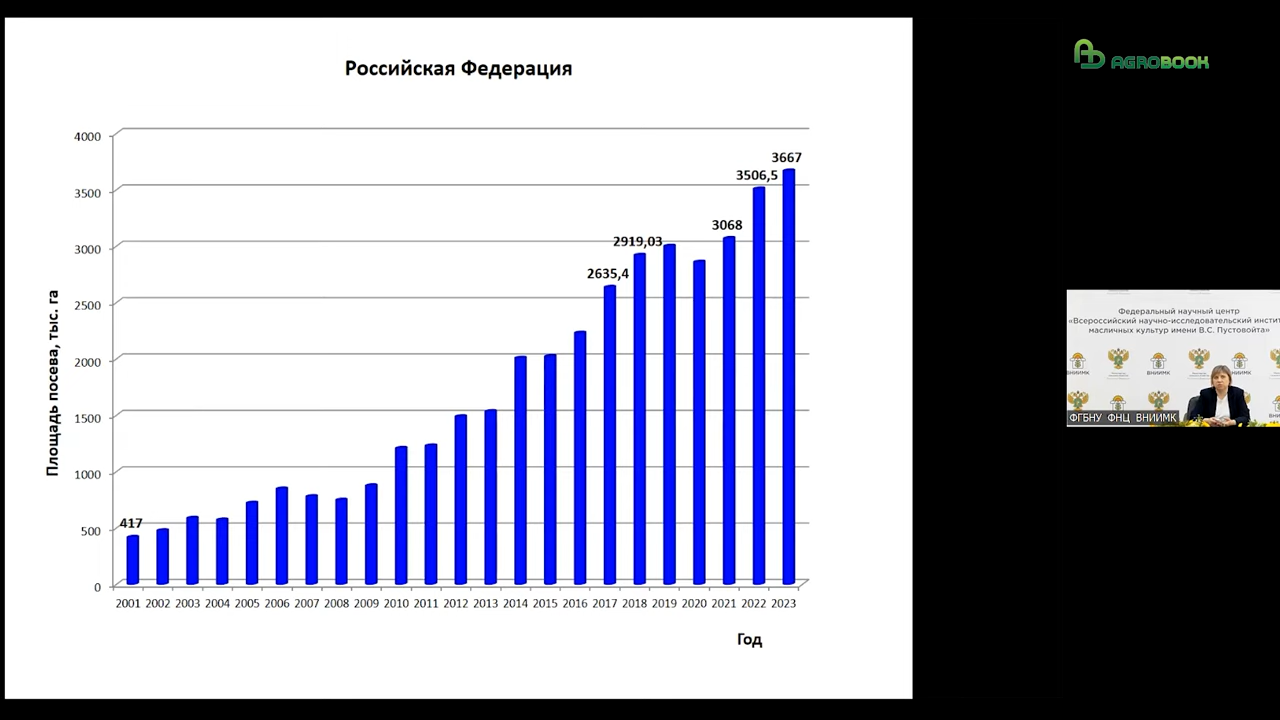 Российская Федерация
AGROBOOK
4000
3500
3000
2500
2000
1500
1000
500
0
Площадь посева, тыс. га
417
2635,4
2919,03
3068
3506,5
3667
2001 2002 2003 2004 2005 2006 2007 2008 2009 2010 2011 2012 2013 2014 2015 2016 2017 2018 2019 2020 2021 2022 2023
Год
Федеральный научный центр
«Всероссийский научно-исследовательский инстит
масличных культур имени В.С. Пустовойта»
ВНИИМК
ВНИИМК
ФГБНУ ФНЦ ВНИИМК